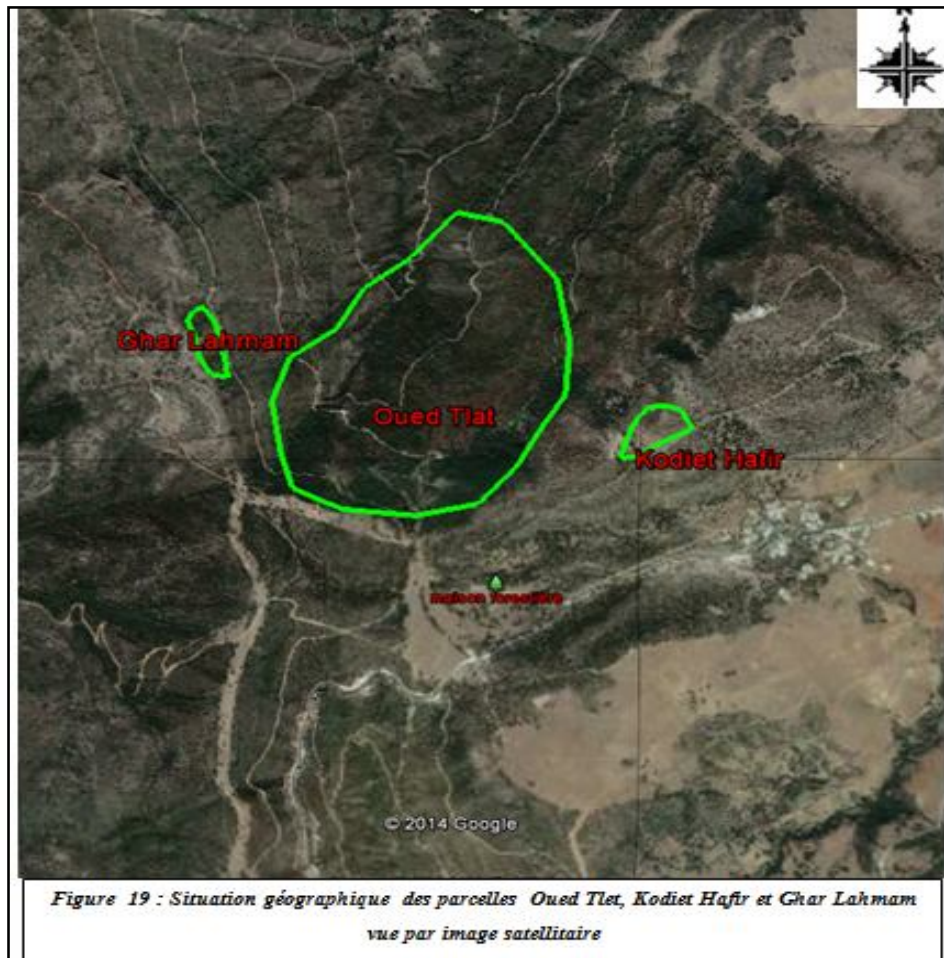 N
Ghar Lahmam
Oued Tlat
Kodiet Hafir
maison forestière
© 2014 Google
Figure 19 : Situation géographique des parcelles Oued Tlet, Kodiet Hafir et Ghar Lahmam
vue par image satellitaire